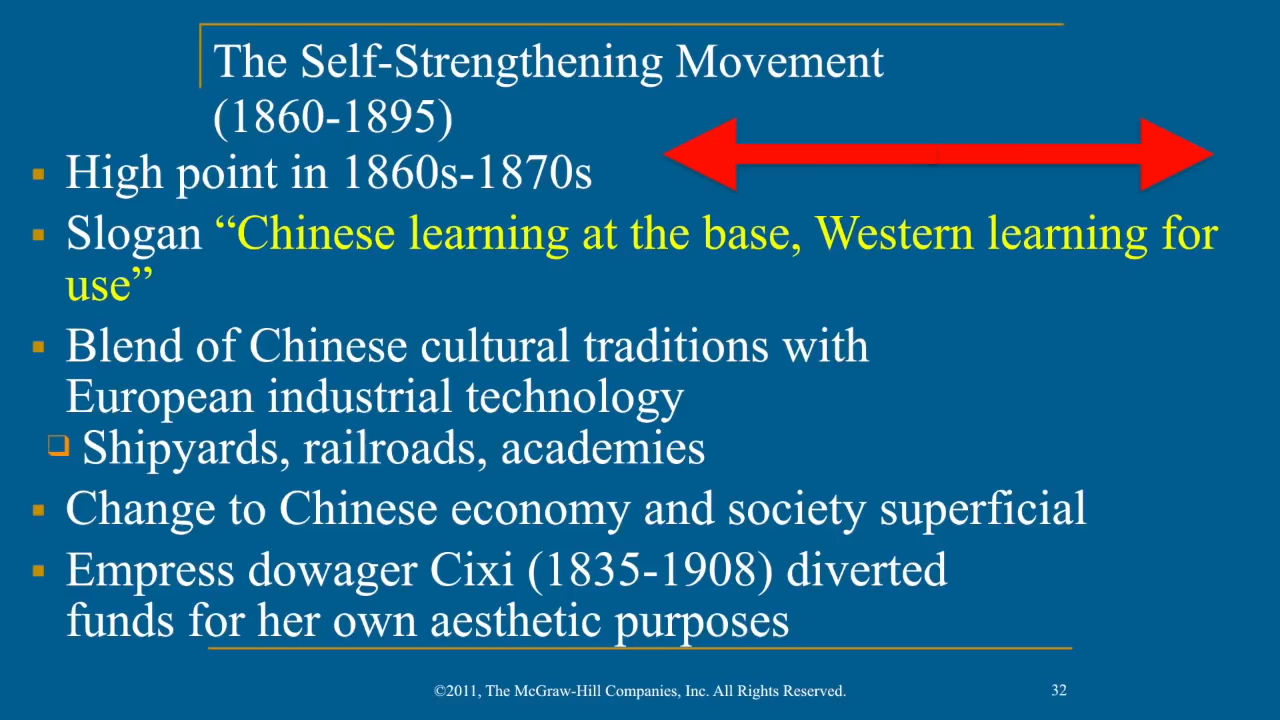 The Self-Strengthening Movement
(1860-1895)
High point in 1860s-1870s
Slogan “Chinese learning at the base, Western learning for
use”
Blend of Chinese cultural traditions with
European industrial technology
Shipyards, railroads, academies
Change to Chinese economy and society superficial
Empress dowager Cixi (1835-1908) diverted
funds for her own aesthetic purposes
©2011, The McGraw-Hill Companies, Inc. All Rights Reserved.
32